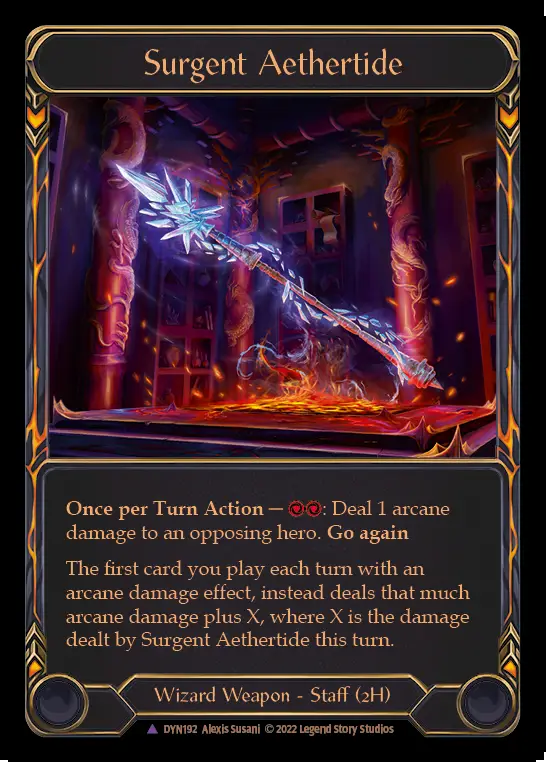 Surgent Aethertide
Once per Turn Action — : Deal 1 arcane
damage to an opposing hero. Go again
The first card you play each turn with an
arcane damage effect, instead deals that much
arcane damage plus X, where X is the damage
dealt by Surgent Aethertide this turn.
Wizard Weapon - Staff (2H)
DYN192 Alexis Susani © 2022 Legend Story Studios